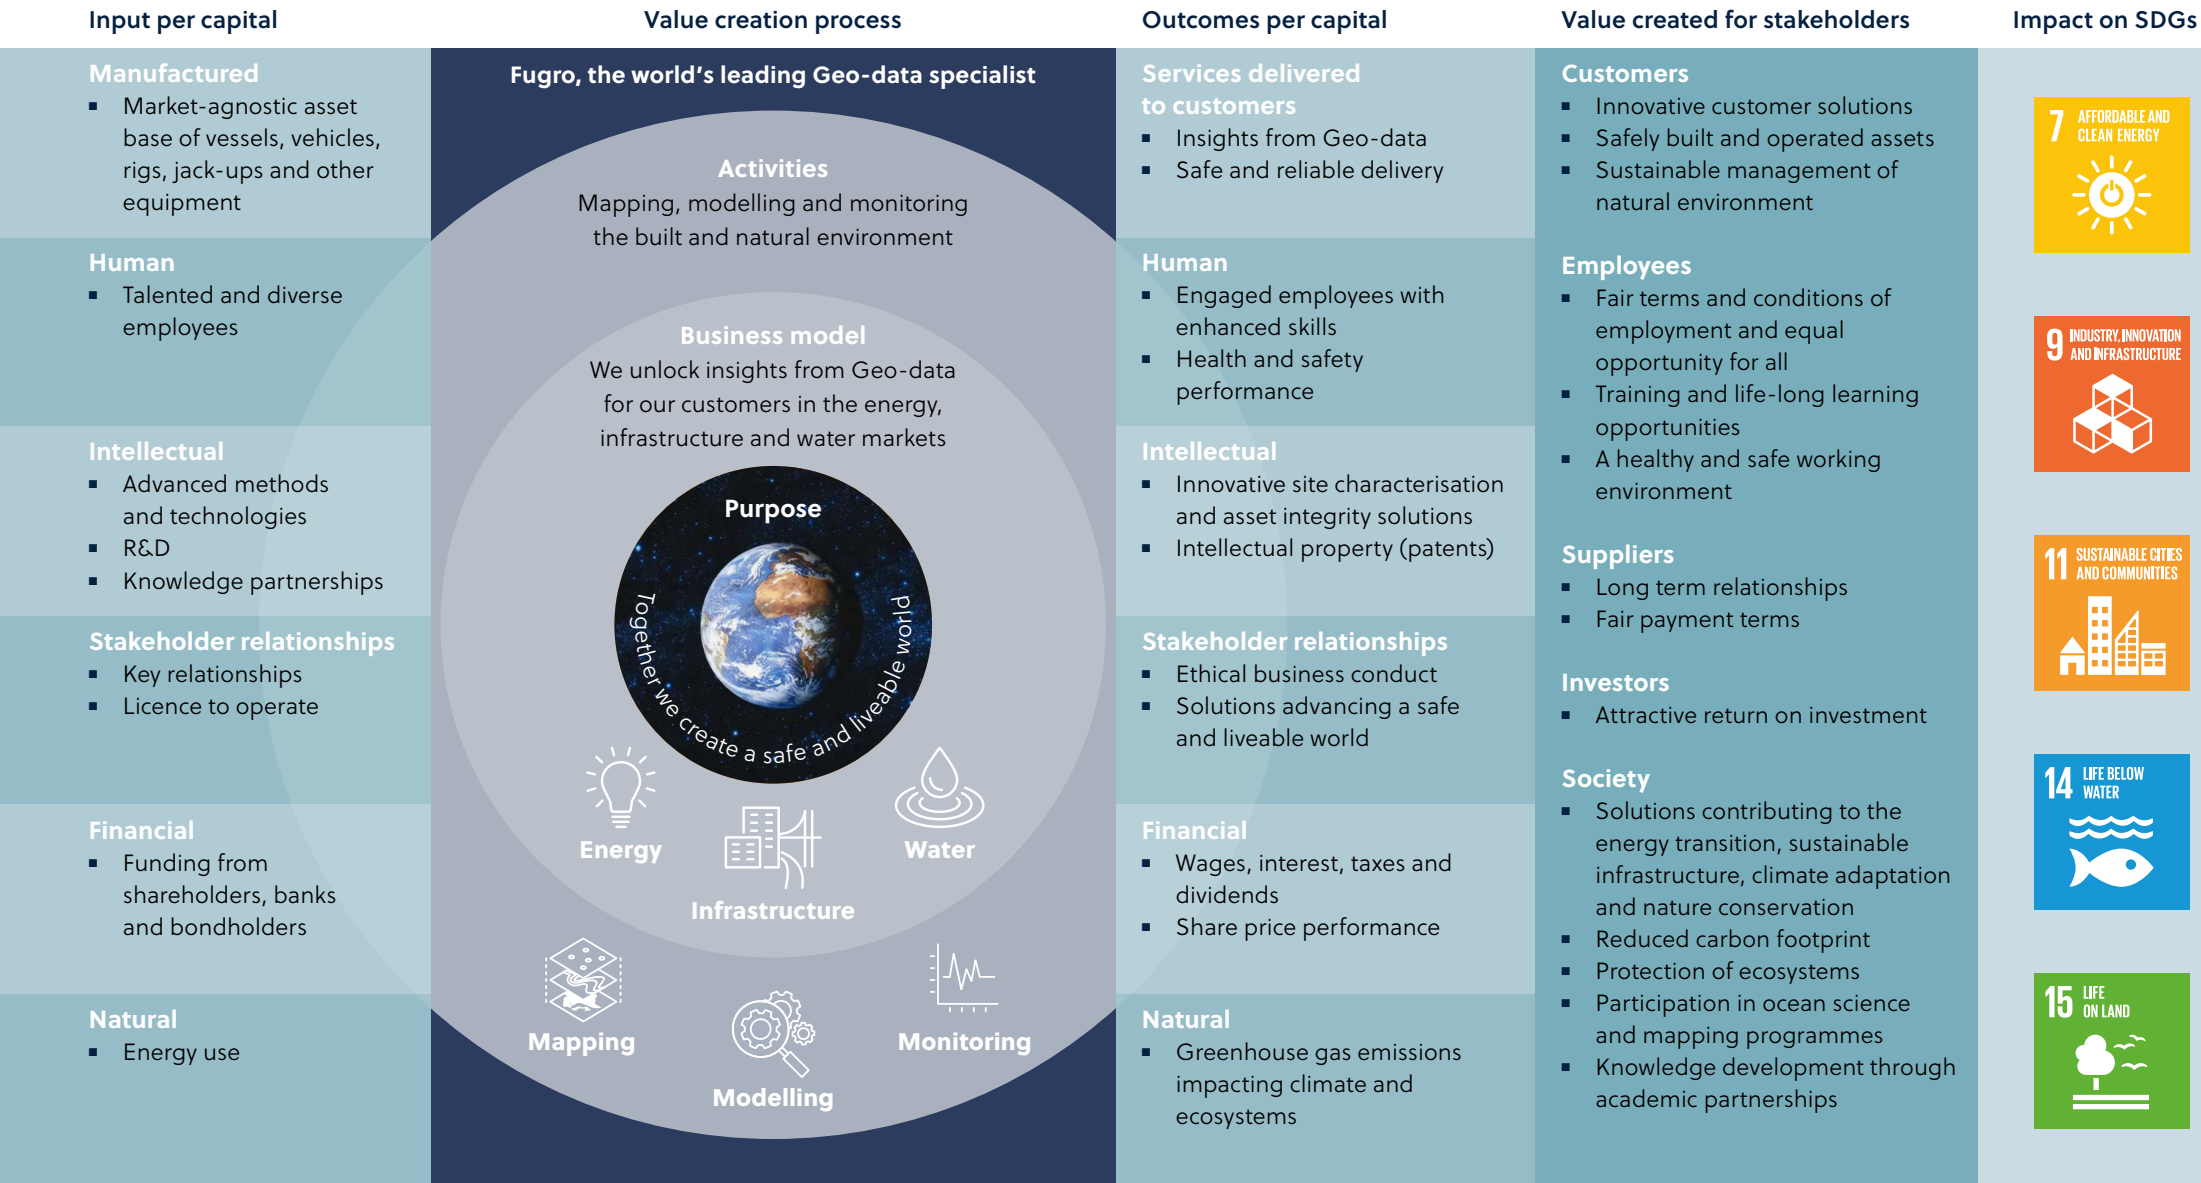 Input per capital
Manufactured
▪ Market-agnostic asset
base of vessels, vehicles,
rigs, jack-ups and other
equipment
Human
▪ Talented and diverse
employees
Intellectual
▪ Advanced methods
and technologies
▪ R&D
▪ Knowledge partnerships
Stakeholder relationships
▪ Key relationships
▪ Licence to operate
Financial
▪ Funding from
shareholders, banks
and bondholders
Natural
▪ Energy use
Value creation process
Fugro, the world's leading Geo-data specialist
Activities
Mapping, modelling and monitoring
the built and natural environment
Business model
We unlock insights from Geo-data
for our customers in the energy,
infrastructure and water markets
Purpose
Together we create a safe and liveable world
Energy
Infrastructure
Water
Mapping
Modelling
Monitoring
Outcomes per capital
Services delivered
to customers
▪ Insights from Geo-data
▪ Safe and reliable delivery
Human
▪ Engaged employees with
enhanced skills
▪ Health and safety
performance
Intellectual
▪ Innovative site characterisation
and asset integrity solutions
▪ Intellectual property (patents)
Stakeholder relationships
▪ Ethical business conduct
▪ Solutions advancing a safe
and liveable world
Financial
▪ Wages, interest, taxes and
dividends
▪ Share price performance
Natural
▪ Greenhouse gas emissions
impacting climate and
ecosystems
Value created for stakeholders
Customers
▪ Innovative customer solutions
▪ Safely built and operated assets
▪ Sustainable management of
natural environment
Employees
▪ Fair terms and conditions of
employment and equal
opportunity for all
▪ Training and life-long learning
opportunities
▪ A healthy and safe working
environment
Suppliers
▪ Long term relationships
▪ Fair payment terms
Investors
▪ Attractive return on investment
Society
▪ Solutions contributing to the
energy transition, sustainable
infrastructure, climate adaptation
and nature conservation
▪ Reduced carbon footprint
▪ Protection of ecosystems
▪ Participation in ocean science
and mapping programmes
▪ Knowledge development through
academic partnerships
Impact on SDGs
7 AFFORDABLE AND
CLEAN ENERGY
9 INDUSTRY, INNOVATION
AND INFRASTRUCTURE
11 SUSTAINABLE CITIES
AND COMMUNITIES
14 LIFE BELOW
WATER
15 LIFE
ON LAND